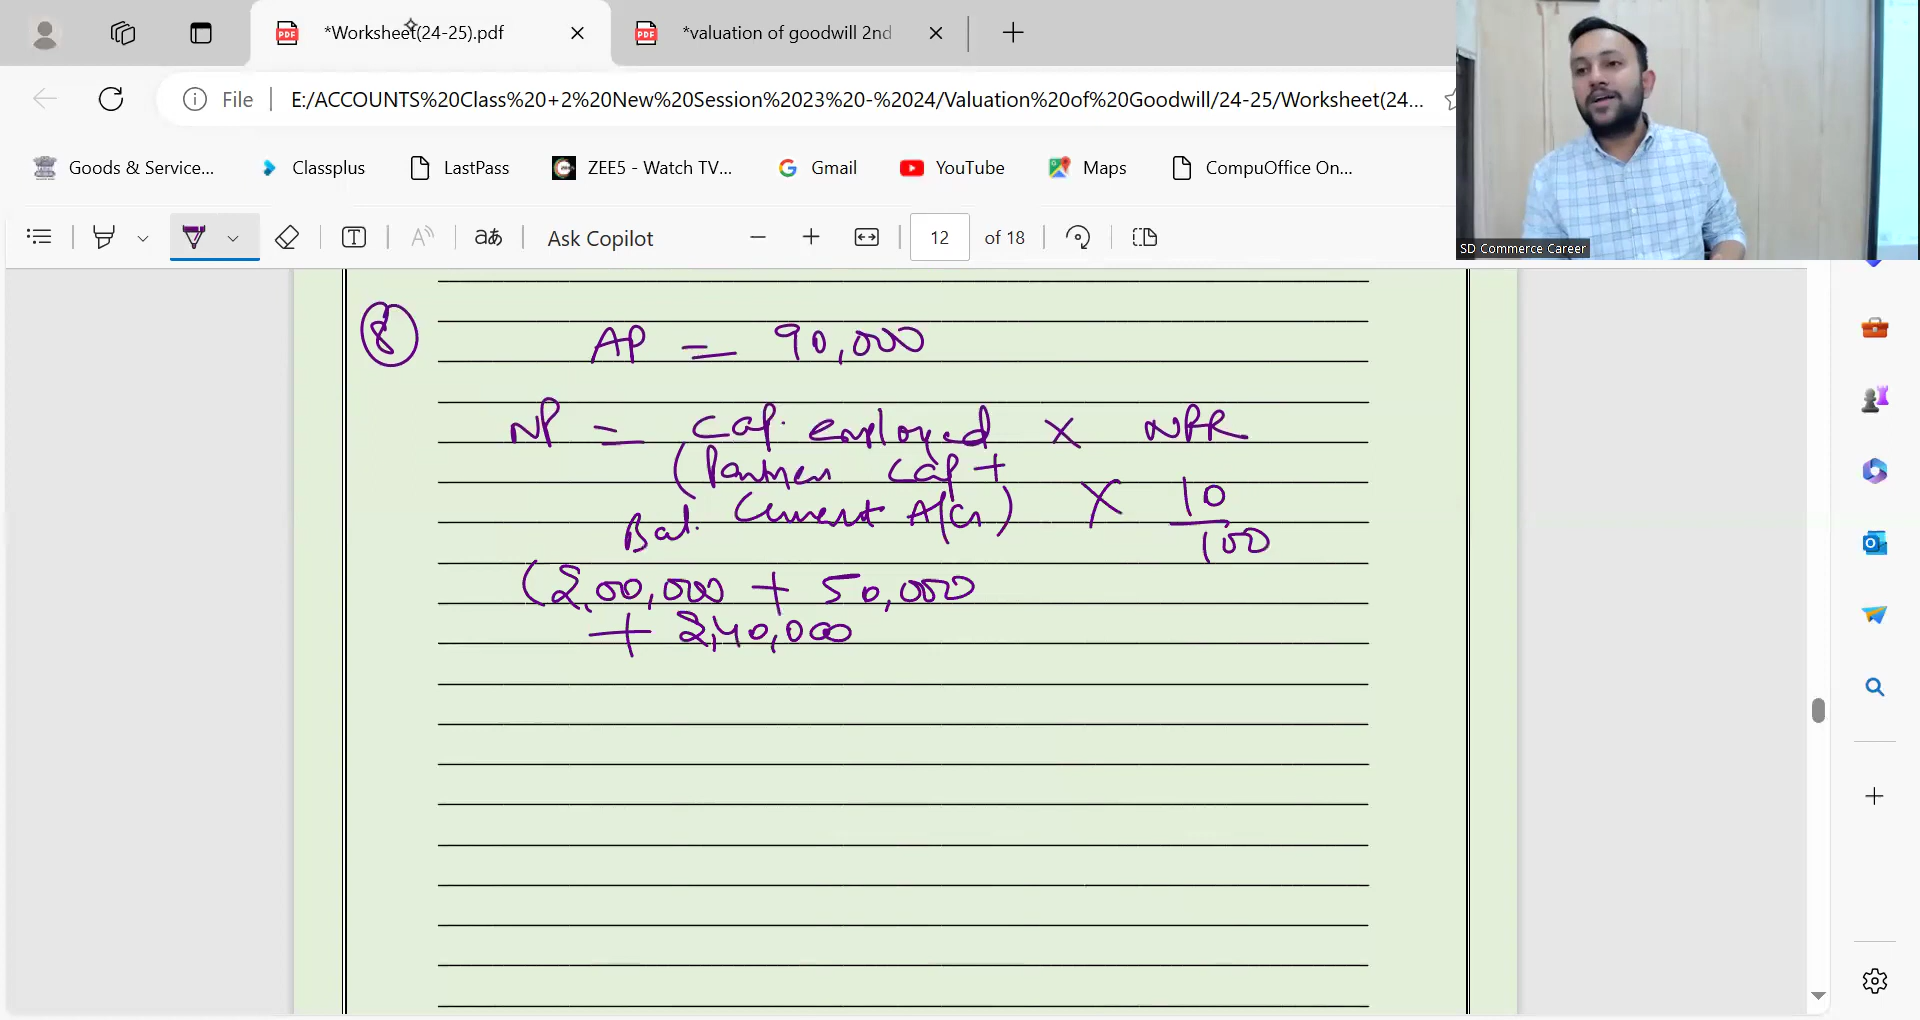 *Worksheet(24-25).pdf
*valuation of goodwill 2nd
File
E:/ACCOUNTS%20Class%20+2%20New%20Session%202023%20-%2024/Valuation%20of%20Goodwill/24-25/Worksheet(24...
Goods & Service...
Classplus
LastPass
ZEE5 - Watch TV...
Gmail
YouTube
Maps
CompuOffice On...
Ask Copilot
12 of 18
SD Commerce Career
8
AP = 90,000
NP = Cap. employed × NRR
(Partner Cap +
Bal. Current A/Cs) × 10/100
(2,00,000 + 50,000
+ 2,40,000